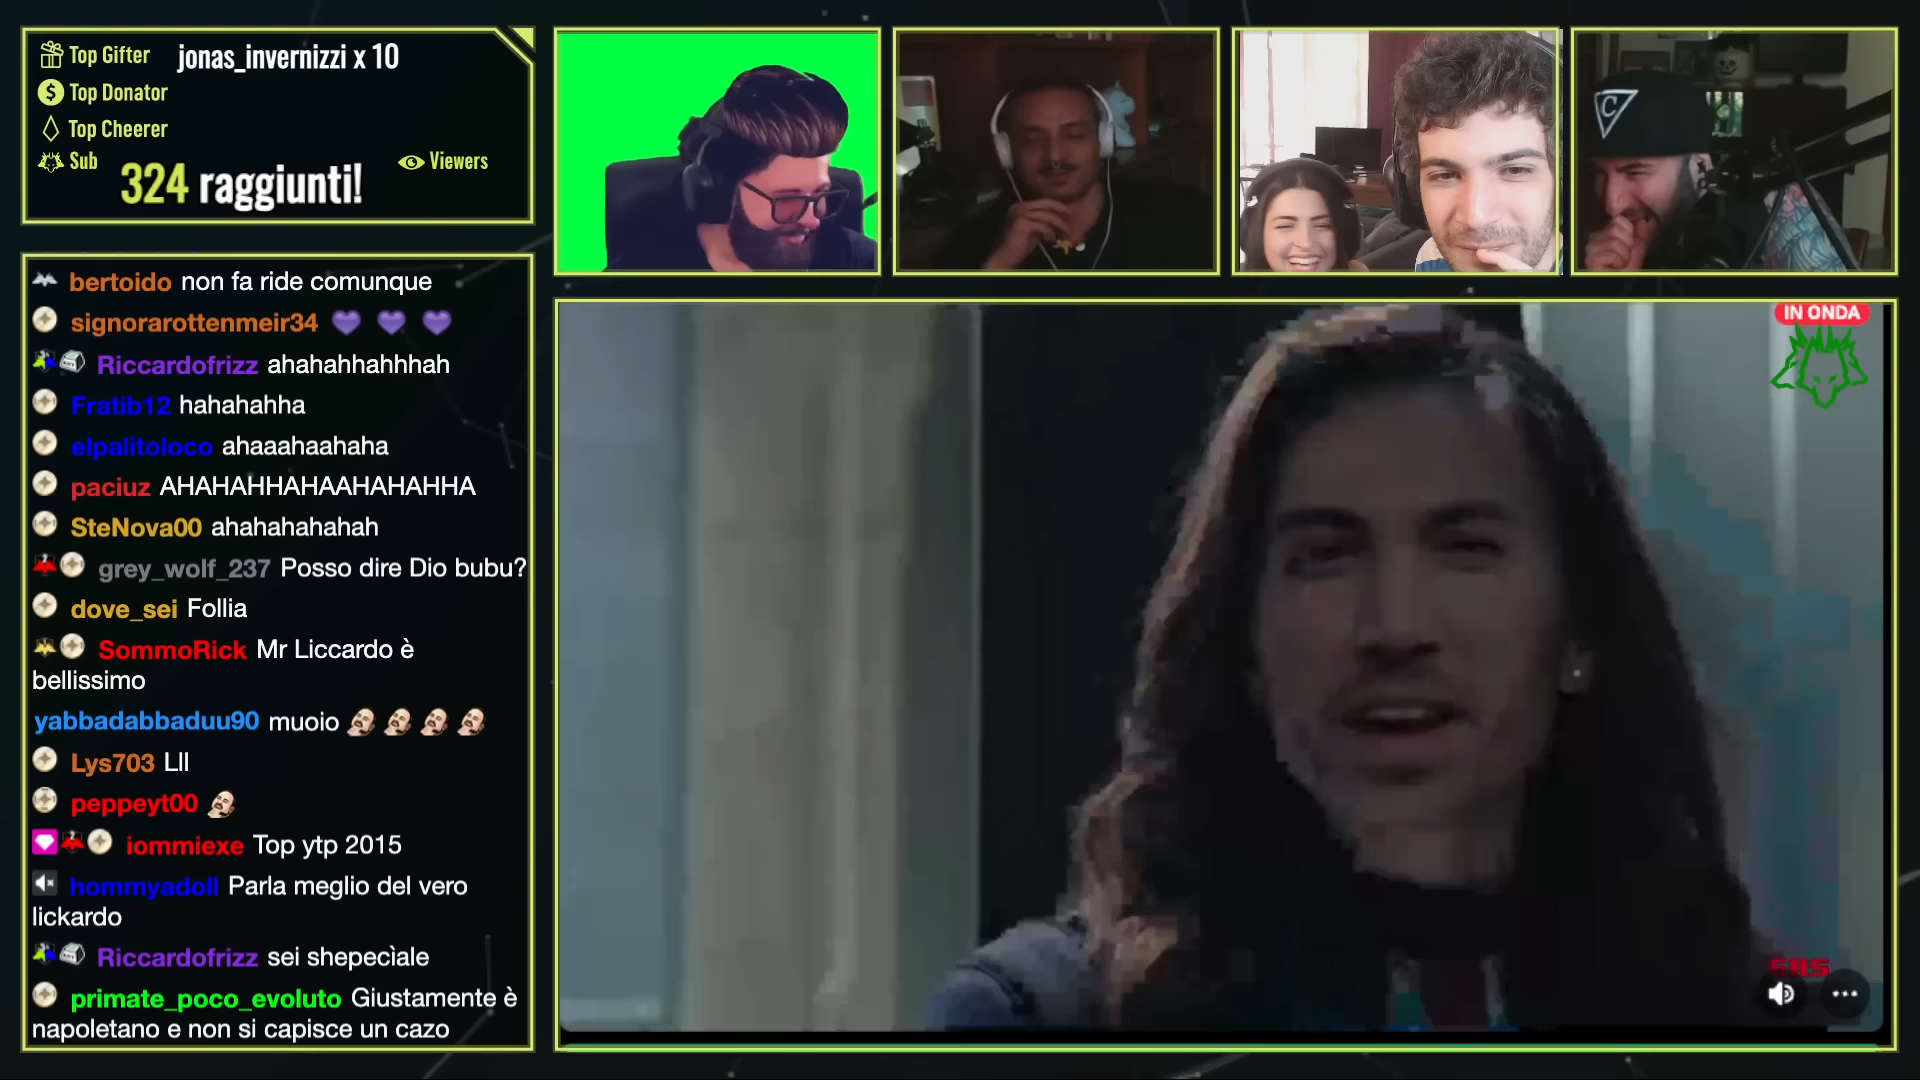 Top Gifter jonas_invernizzi x 10
Top Donator
Top Cheerer
Sub
324 raggiunti!
Viewers
bertoido non fa ride comunque
signorarottenmeir34
Riccardofrizz ahahahhahhhah
Fratib12 hahahahha
elpalitoloco ahaaahaahaha
paciuz AHAHAHHAHAAHAHAHHA
SteNova00 ahahahahahah
grey_wolf_237 Posso dire Dio bubu?
dove_sei Follia
SommoRick Mr Liccardo è
bellissimo
yabbadabbaduu90 muoio
Lys703 Lll
peppeyt00
iommiexe Top ytp 2015
hommyadoll Parla meglio del vero
lickardo
Riccardofrizz sei shepecìale
primate_poco_evoluto Giustamente è
napoletano e non si capisce un cazo
C
IN ONDA
SAS